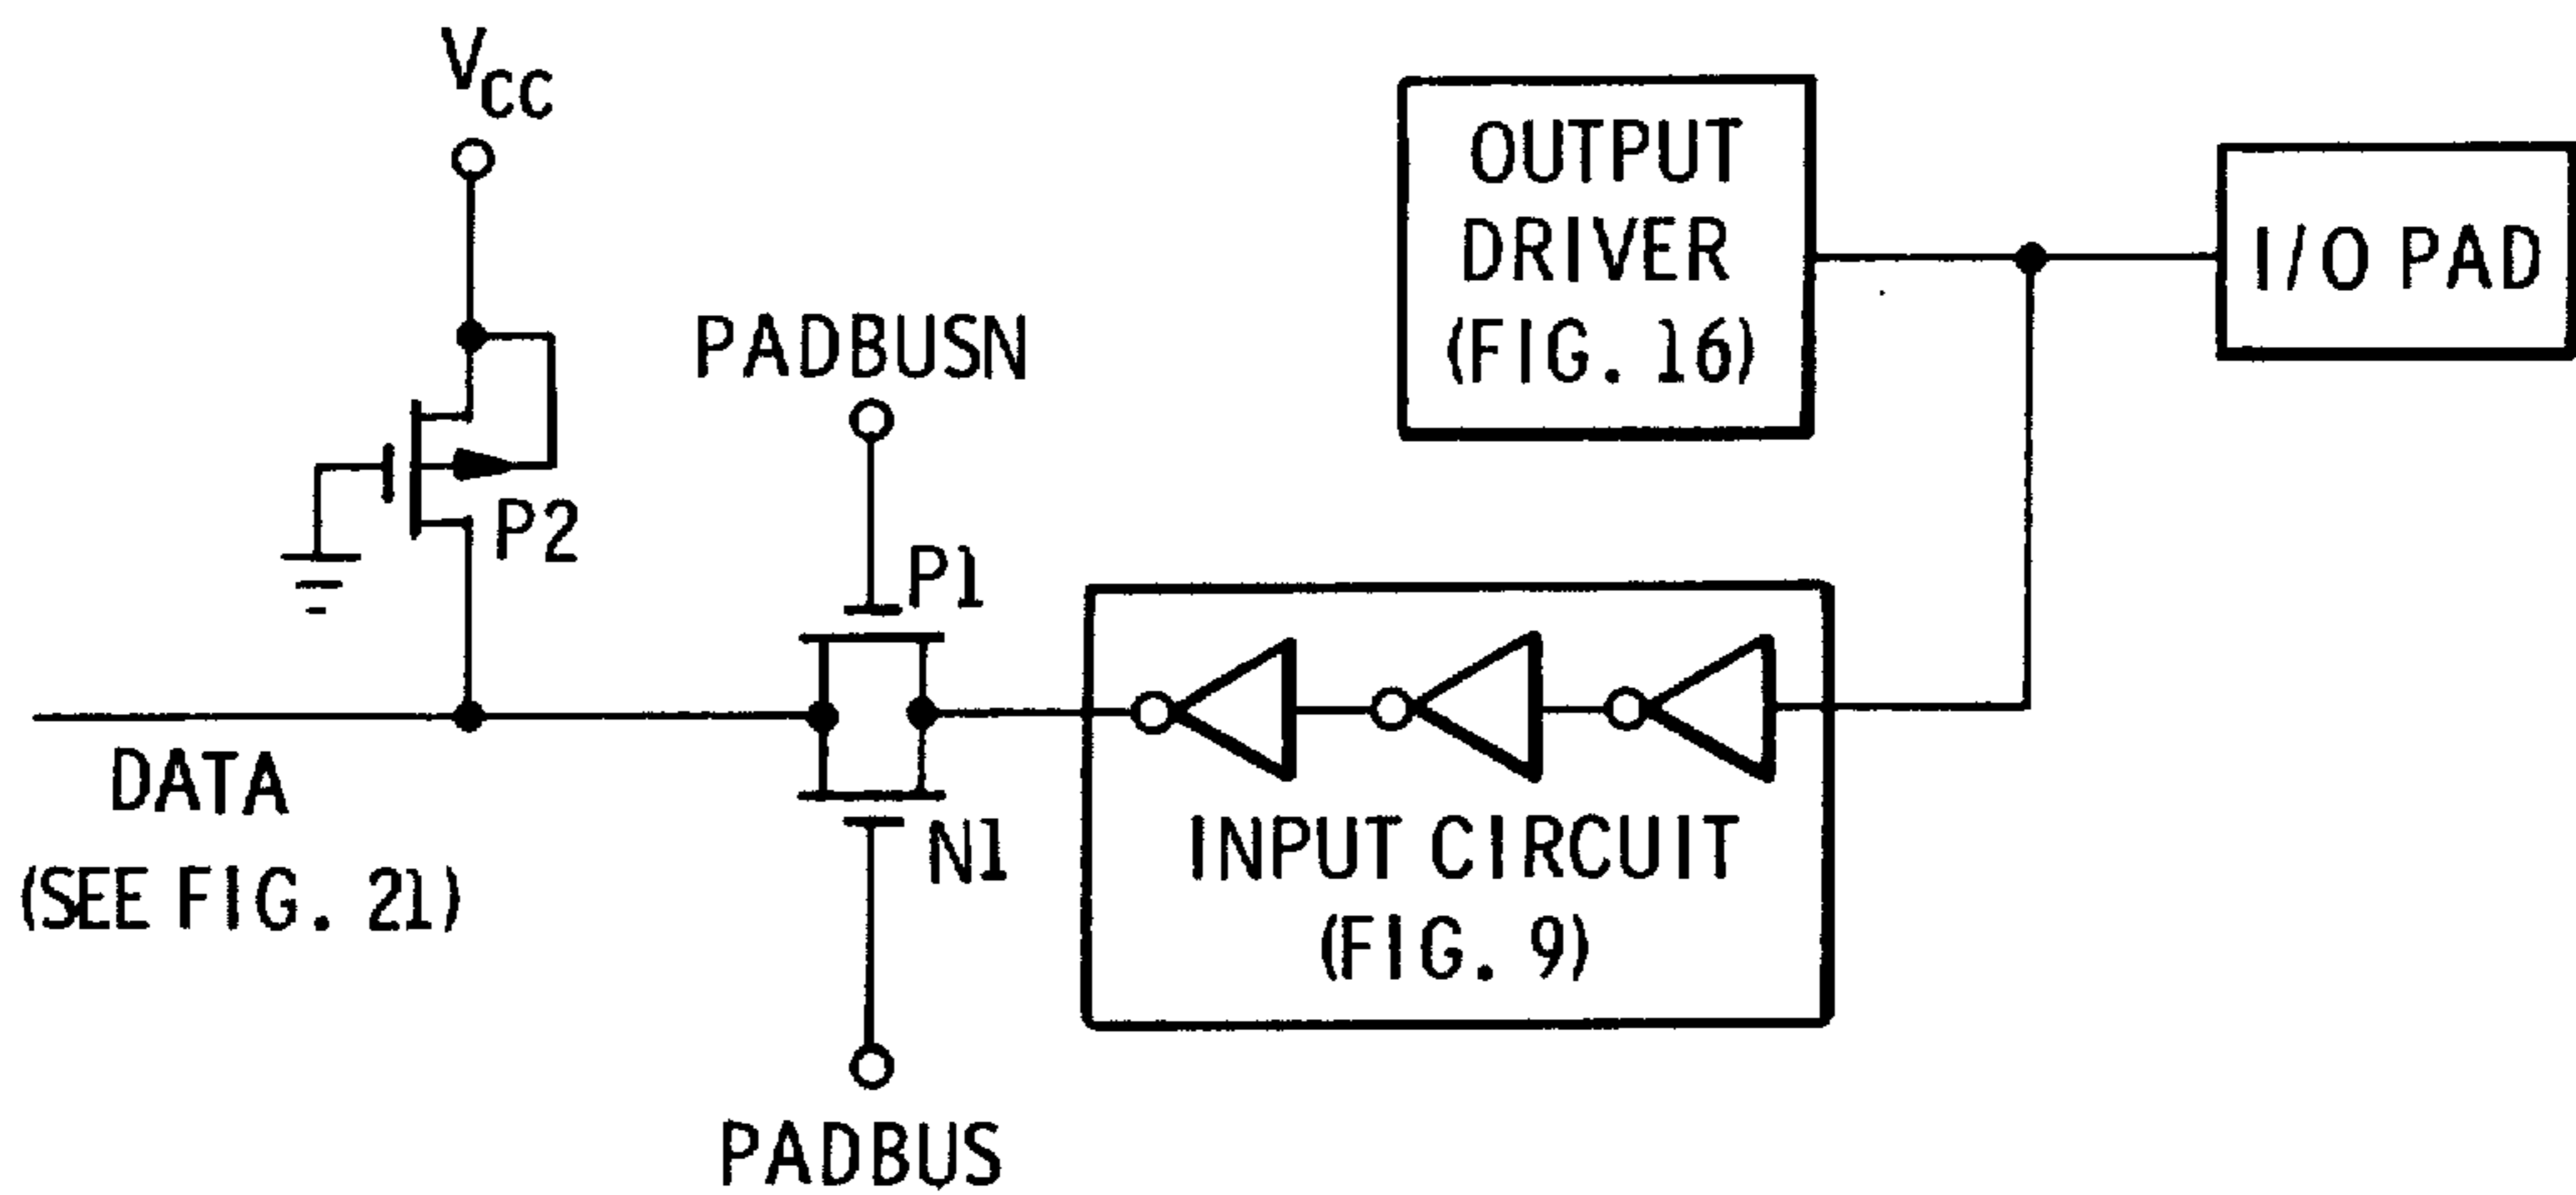 VCC
OUTPUT
DRIVER
(FIG. 16)
I/O PAD
PADBUSN
P2
P1
DATA
(SEE FIG. 21)
N1
INPUT CIRCUIT
(FIG. 9)
PADBUS